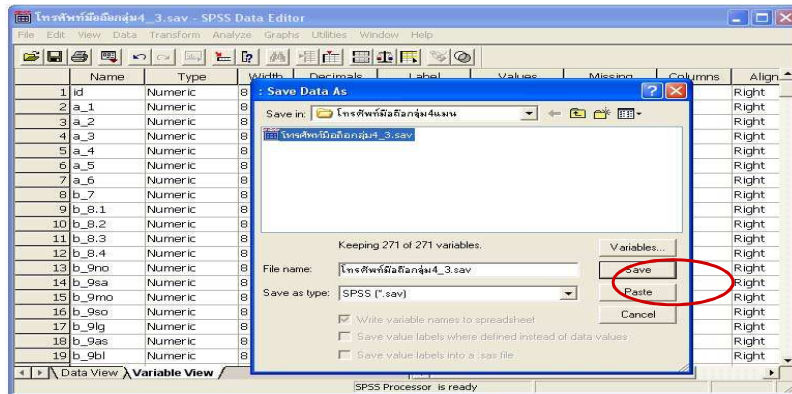 โทรศัพท์มือถือกลุ่ม4_3.sav - SPSS Data Editor
File Edit View Data Transform Analyze Graphs Utilities Window Help
Name Type Width Decimals Label Values Missing Columns Align
1 id Numeric 8 Right
2 a_1 Numeric 8 Right
3 a_2 Numeric 8 Right
4 a_3 Numeric 8 Right
5 a_4 Numeric 8 Right
6 a_5 Numeric 8 Right
7 a_6 Numeric 8 Right
8 b_7 Numeric 8 Right
9 b_8.1 Numeric 8 Right
10 b_8.2 Numeric 8 Right
11 b_8.3 Numeric 8 Right
12 b_8.4 Numeric 8 Right
13 b_9no Numeric 8 Right
14 b_9sa Numeric 8 Right
15 b_9mo Numeric 8 Right
16 b_9so Numeric 8 Right
17 b_9lg Numeric 8 Right
18 b_9as Numeric 8 Right
19 b_9bl Numeric 8 Right
: Save Data As
Save in: โทรศัพท์มือถือกลุ่ม4แมน
โทรศัพท์มือถือกลุ่ม4_3.sav
Keeping 271 of 271 variables.
Variables...
File name: โทรศัพท์มือถือกลุ่ม4_3.sav
Save
Save as type: SPSS (*.sav)
Paste
Cancel
Write variable names to spreadsheet
Save value labels where defined instead of data values
Save value labels into a .sas file
Data View Variable View
SPSS Processor is ready